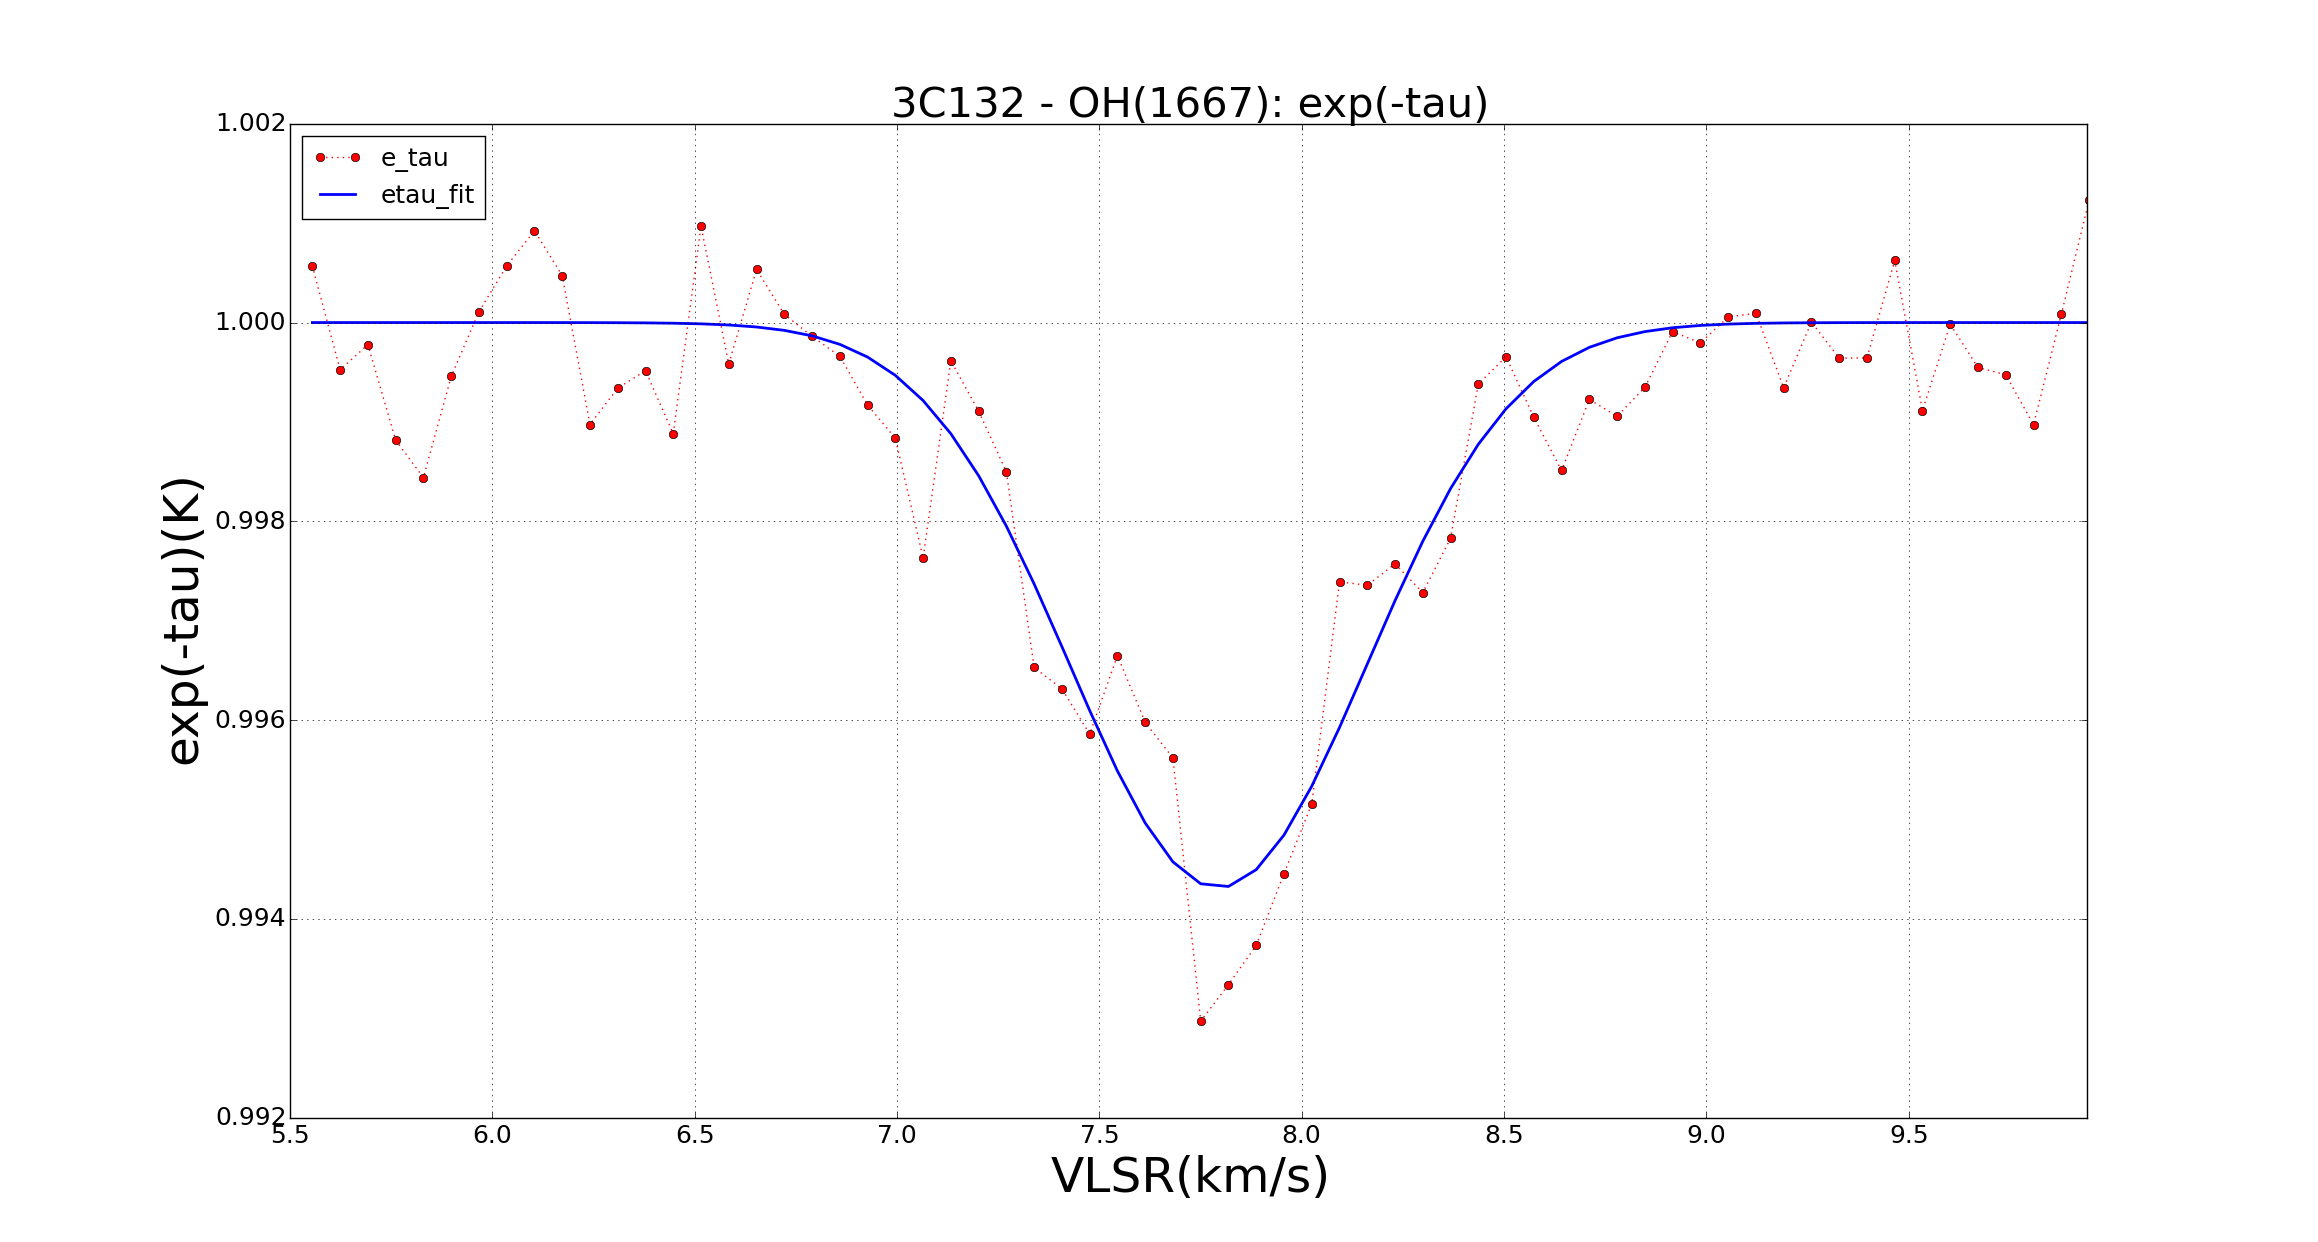 3C132 - OH(1667): exp(-tau)
1.002
e_tau
etau_fit
1.000
0.998
0.996
0.994
0.992
exp(-tau)(K)
5.5 6.0 6.5 7.0 7.5 8.0 8.5 9.0 9.5
VLSR(km/s)